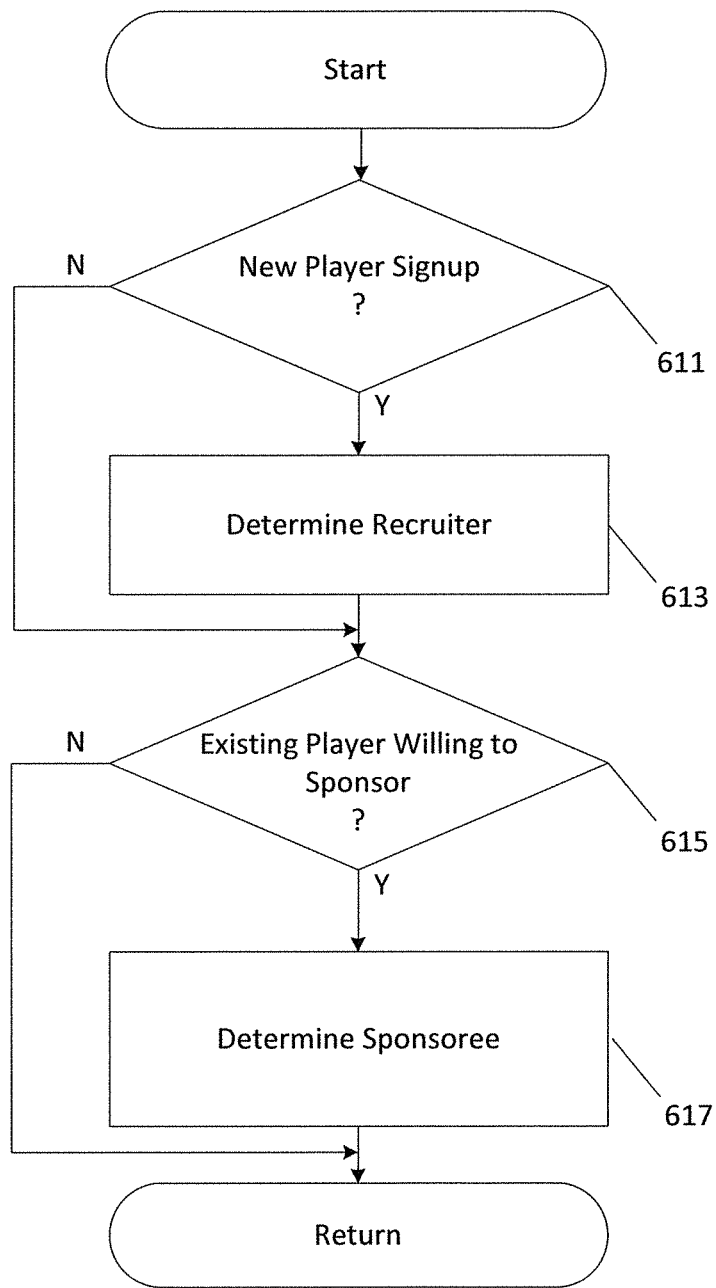 Start
N
New Player Signup
?
611
Y
Determine Recruiter
613
N
Existing Player Willing to
Sponsor
?
615
Y
Determine Sponsoree
617
Return